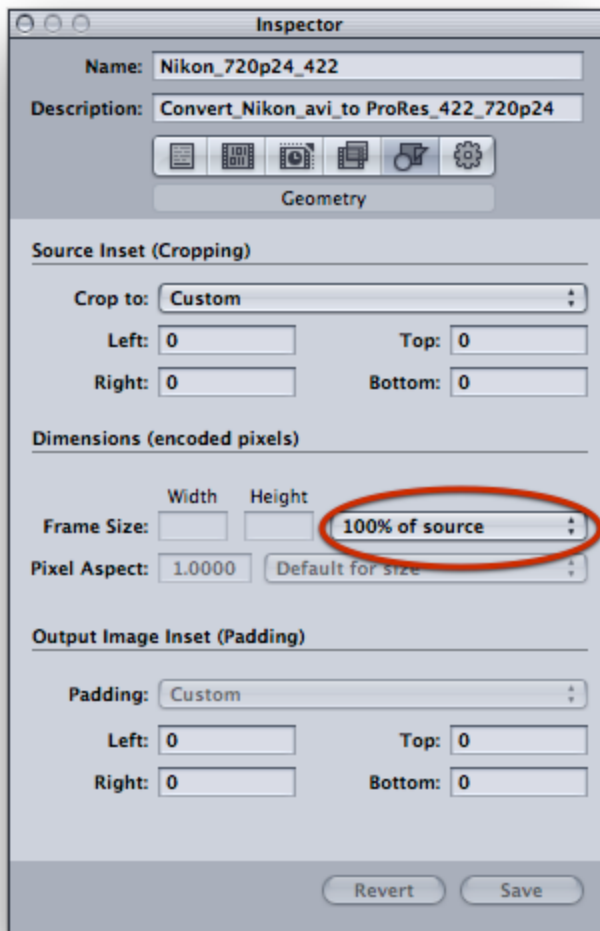 Inspector
Name: Nikon_720p24_422
Description: Convert_Nikon_avi_to ProRes_422_720p24
Geometry
Source Inset (Cropping)
Crop to: Custom
Left: 0 Top: 0
Right: 0 Bottom: 0
Dimensions (encoded pixels)
Width Height
Frame Size: 100% of source
Pixel Aspect: 1.0000 Default for size
Output Image Inset (Padding)
Padding: Custom
Left: 0 Top: 0
Right: 0 Bottom: 0
Revert Save